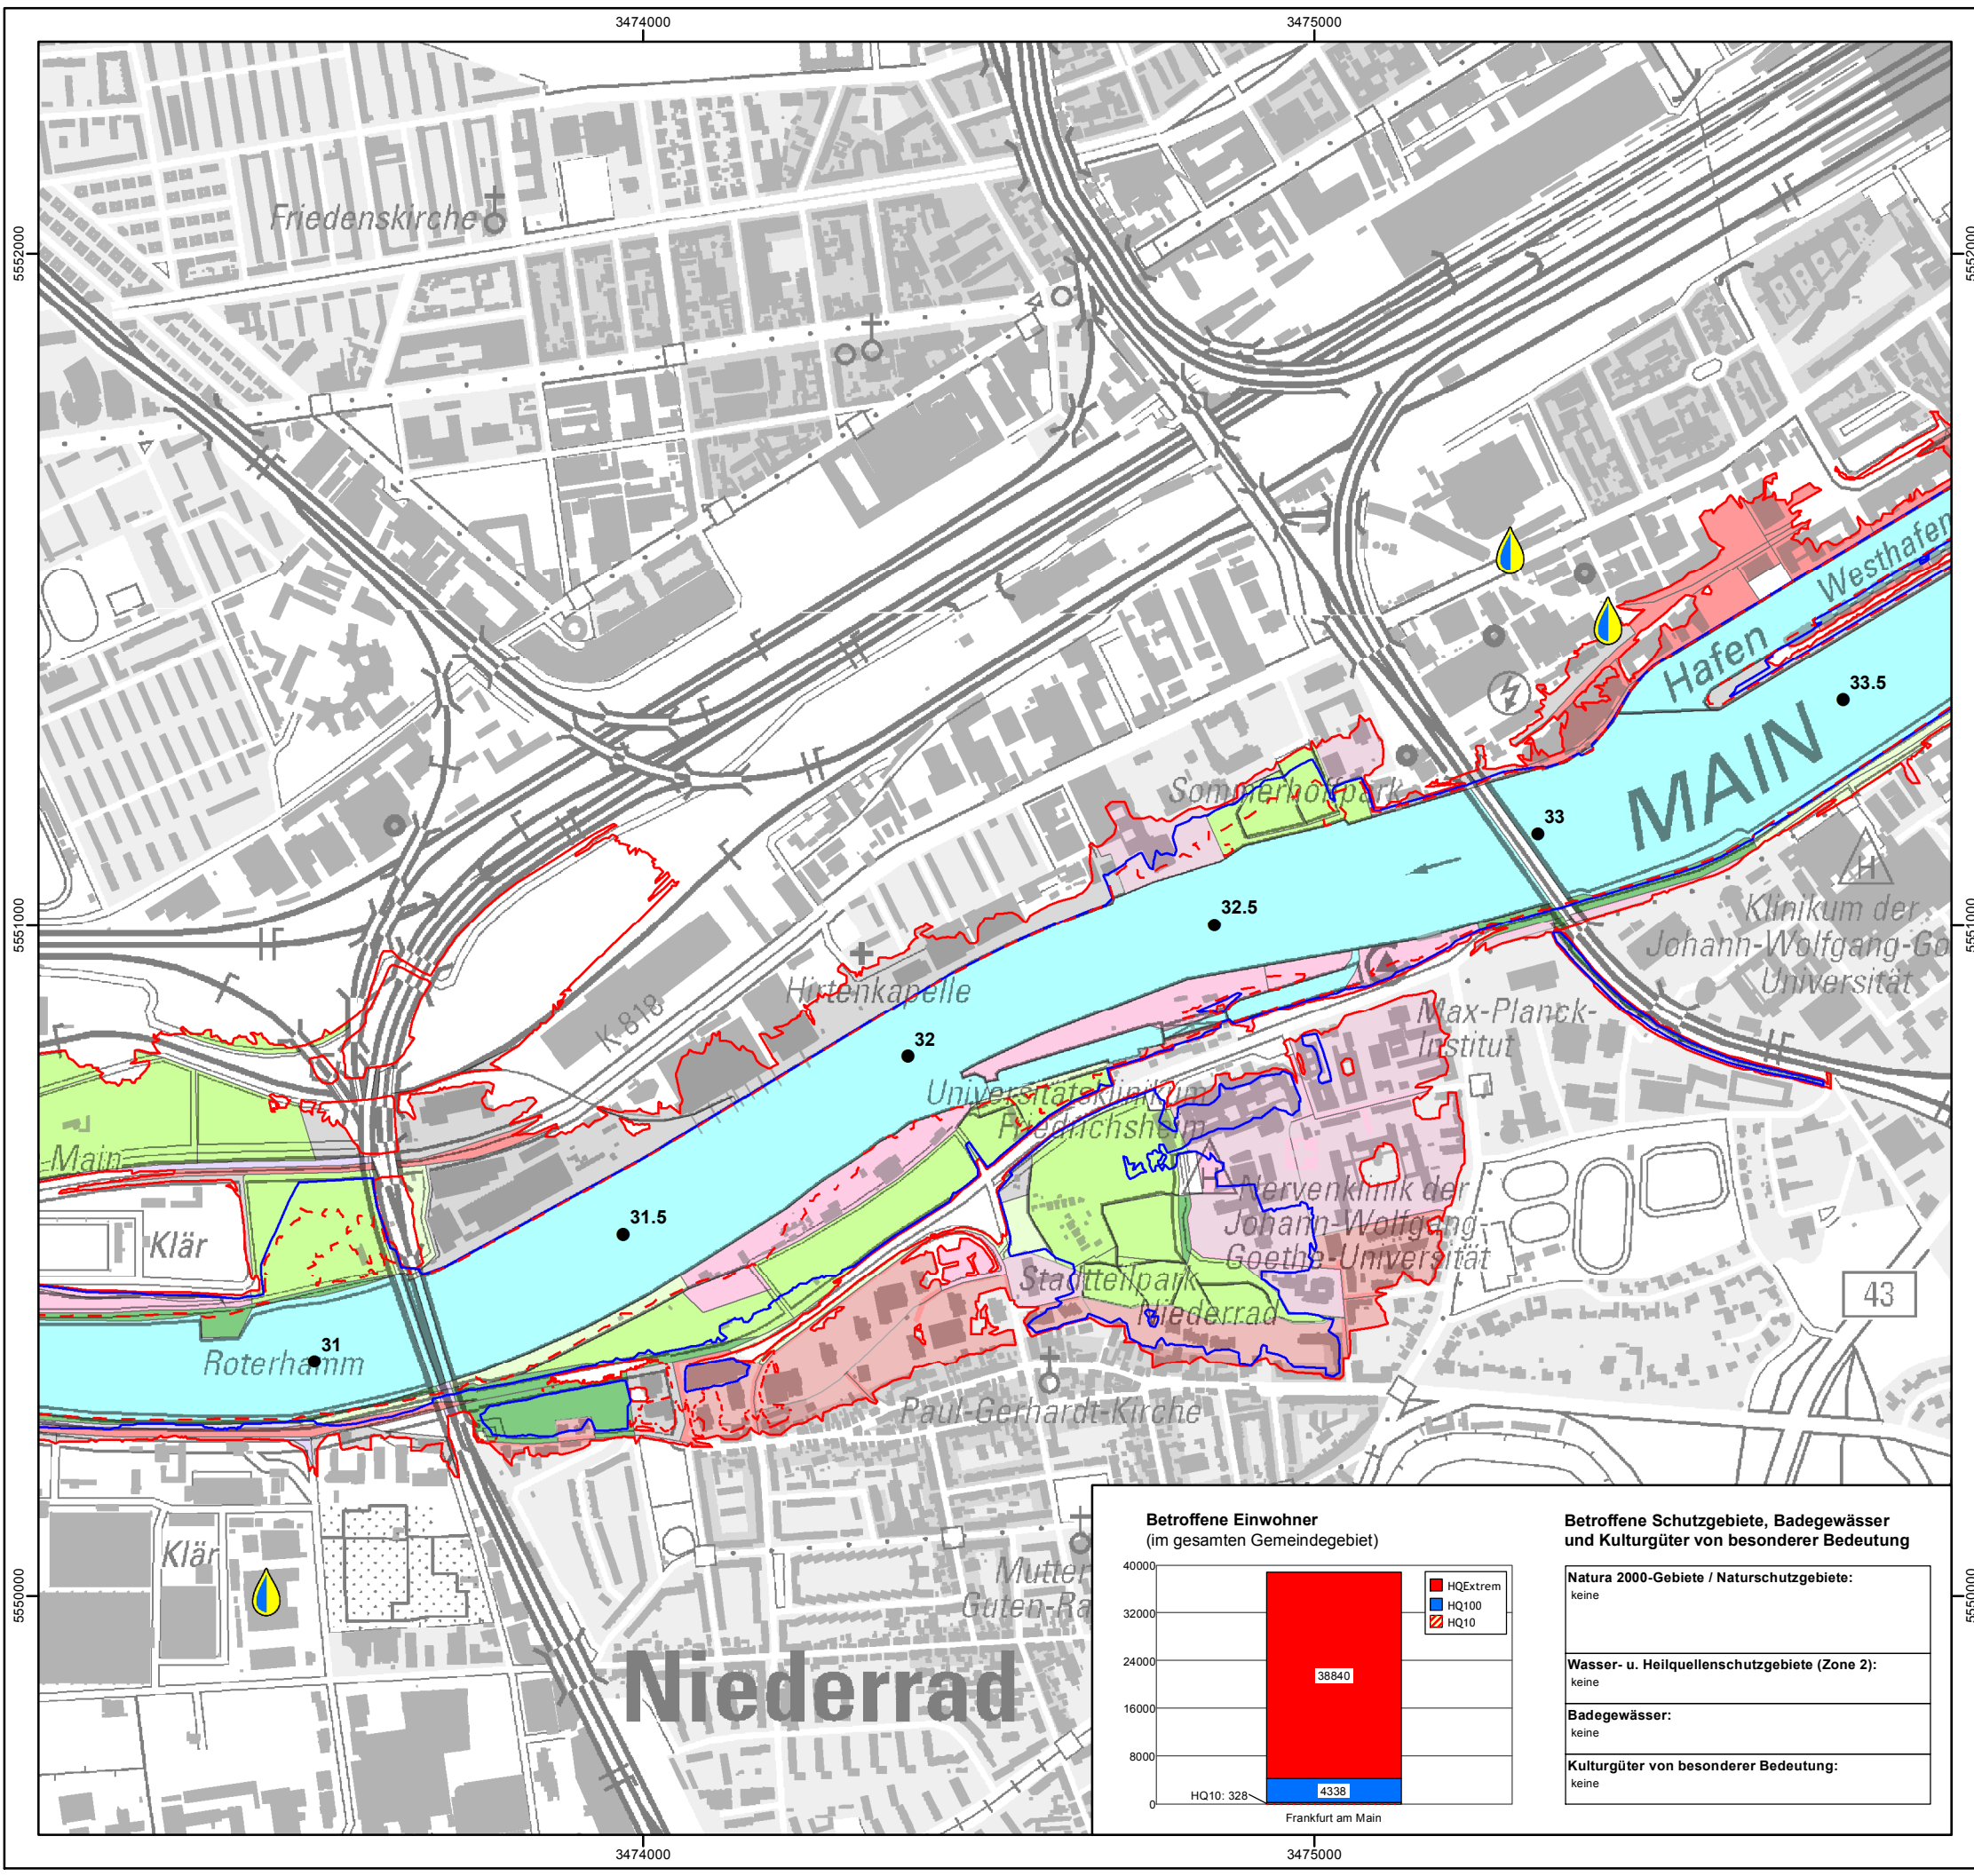 3474000
3475000
5552000
5552000
Friedenskirche
Westhafen
Hafen
33.5
MAIN
Sommerhoffpark
33
32.5
5551000
5551000
Klinikum der
Johann-Wolfgang-Go
Universität
H
Hirtenkapelle
K 818
Max-Planck-
Institut
32
Universitätsklinikum
Friedrichsheim
Main
H
Nervenklinik der
Johann-Wolfgang-
Goethe-Universität
31.5
Klär
Stadtteilpark
Niederrad
43
31
Roterhamm
Paul-Gerhardt-Kirche
Klär
Mutter
Guten-Ra
5550000
5550000
Niederrad
Betroffene Einwohner
(im gesamten Gemeindegebiet)
40000
32000
24000
16000
8000
0
HQExtrem
HQ100
HQ10
38840
4338
HQ10: 328
Frankfurt am Main
Betroffene Schutzgebiete, Badegewässer
und Kulturgüter von besonderer Bedeutung
Natura 2000-Gebiete / Naturschutzgebiete:
keine
Wasser- u. Heilquellenschutzgebiete (Zone 2):
keine
Badegewässer:
keine
Kulturgüter von besonderer Bedeutung:
keine
3474000
3475000